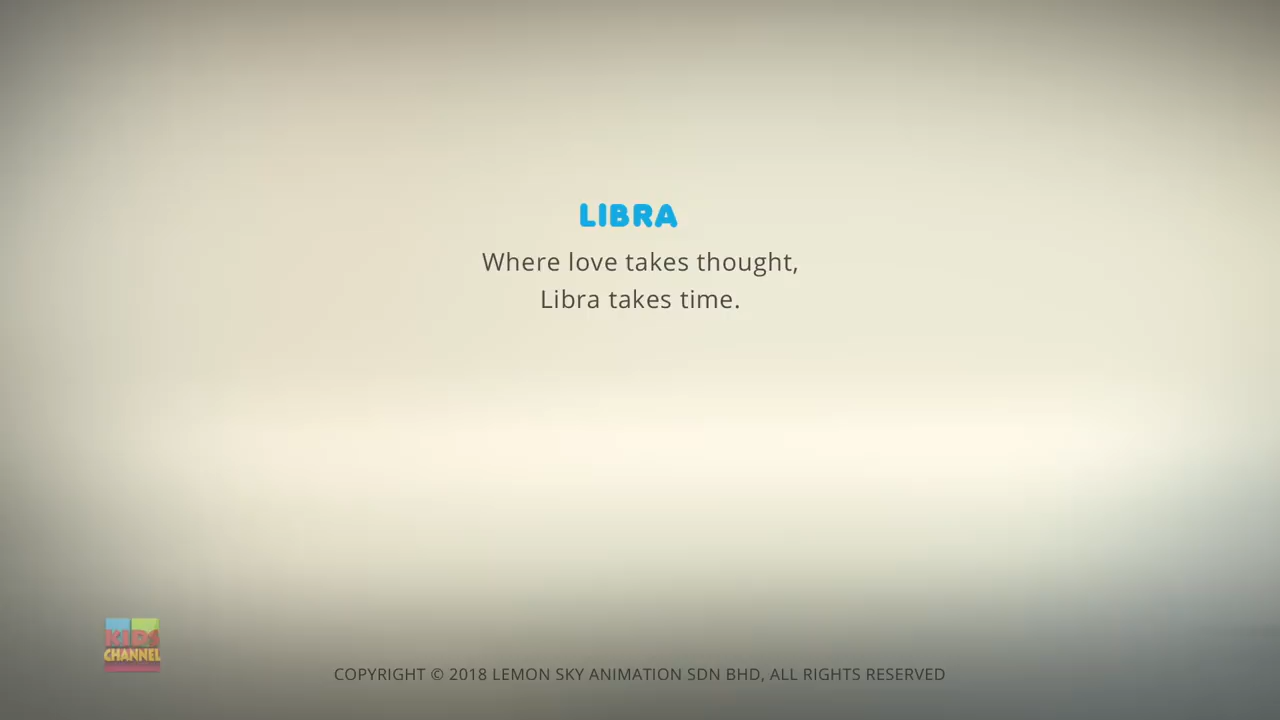 LIBRA
Where love takes thought,
Libra takes time.
KIDS
CHANNEL
COPYRIGHT © 2018 LEMON SKY ANIMATION SDN BHD, ALL RIGHTS RESERVED